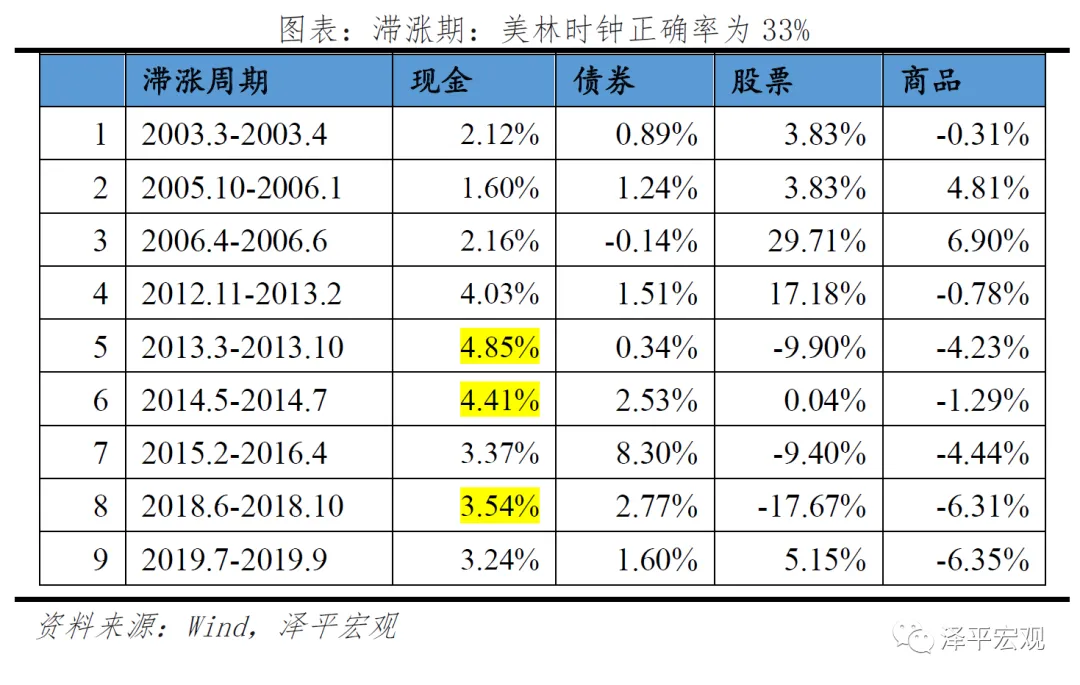 图表：滞涨期：美林时钟正确率为 33%
滞涨周期 现金 债券 股票 商品
1 2003.3-2003.4 2.12% 0.89% 3.83% -0.31%
2 2005.10-2006.1 1.60% 1.24% 3.83% 4.81%
3 2006.4-2006.6 2.16% -0.14% 29.71% 6.90%
4 2012.11-2013.2 4.03% 1.51% 17.18% -0.78%
5 2013.3-2013.10 4.85% 0.34% -9.90% -4.23%
6 2014.5-2014.7 4.41% 2.53% 0.04% -1.29%
7 2015.2-2016.4 3.37% 8.30% -9.40% -4.44%
8 2018.6-2018.10 3.54% 2.77% -17.67% -6.31%
9 2019.7-2019.9 3.24% 1.60% 5.15% -6.35%
资料来源：Wind，泽平宏观
泽平宏观